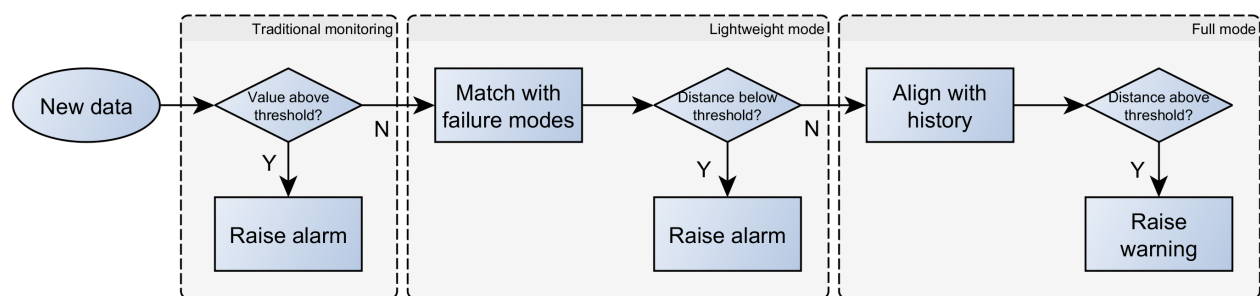 Traditional monitoring
Lightweight mode
Full mode
New data
Value above
threshold?
N
Y
Raise alarm
Match with
failure modes
Distance below
threshold?
N
Y
Raise alarm
Align with
history
Distance above
threshold?
Y
Raise
warning